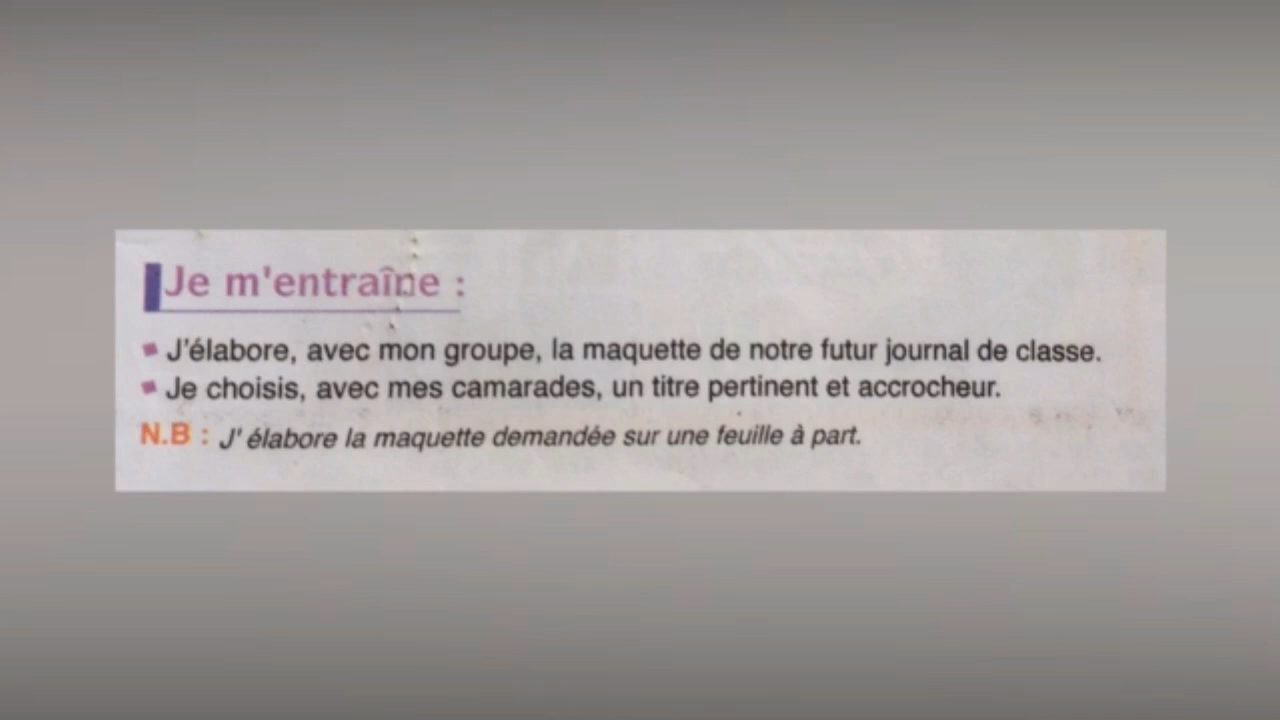 Je m'entraîne :
J'élabore, avec mon groupe, la maquette de notre futur journal de classe.
Je choisis, avec mes camarades, un titre pertinent et accrocheur.
N.B : J' élabore la maquette demandée sur une feuille à part.